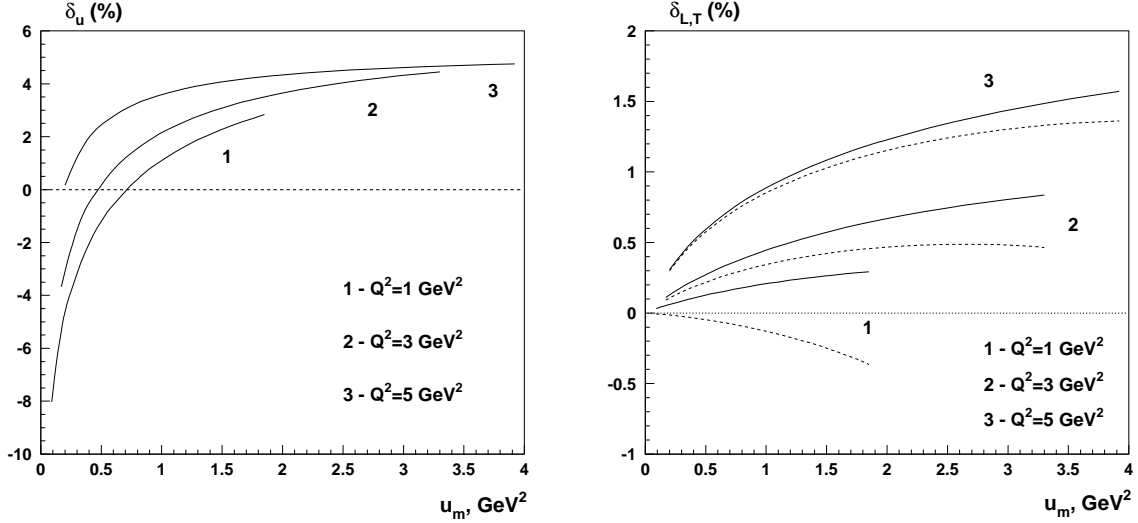 δu (%)
6
4
2
0
-2
-4
-6
-8
-10
3
2
1
1 - Q²=1 GeV²
2 - Q²=3 GeV²
3 - Q²=5 GeV²
0 0.5 1 1.5 2 2.5 3 3.5 4
um, GeV²
δL,T (%)
2
1.5
1
0.5
0
-0.5
-1
3
2
1
1 - Q²=1 GeV²
2 - Q²=3 GeV²
3 - Q²=5 GeV²
0 0.5 1 1.5 2 2.5 3 3.5 4
um, GeV²